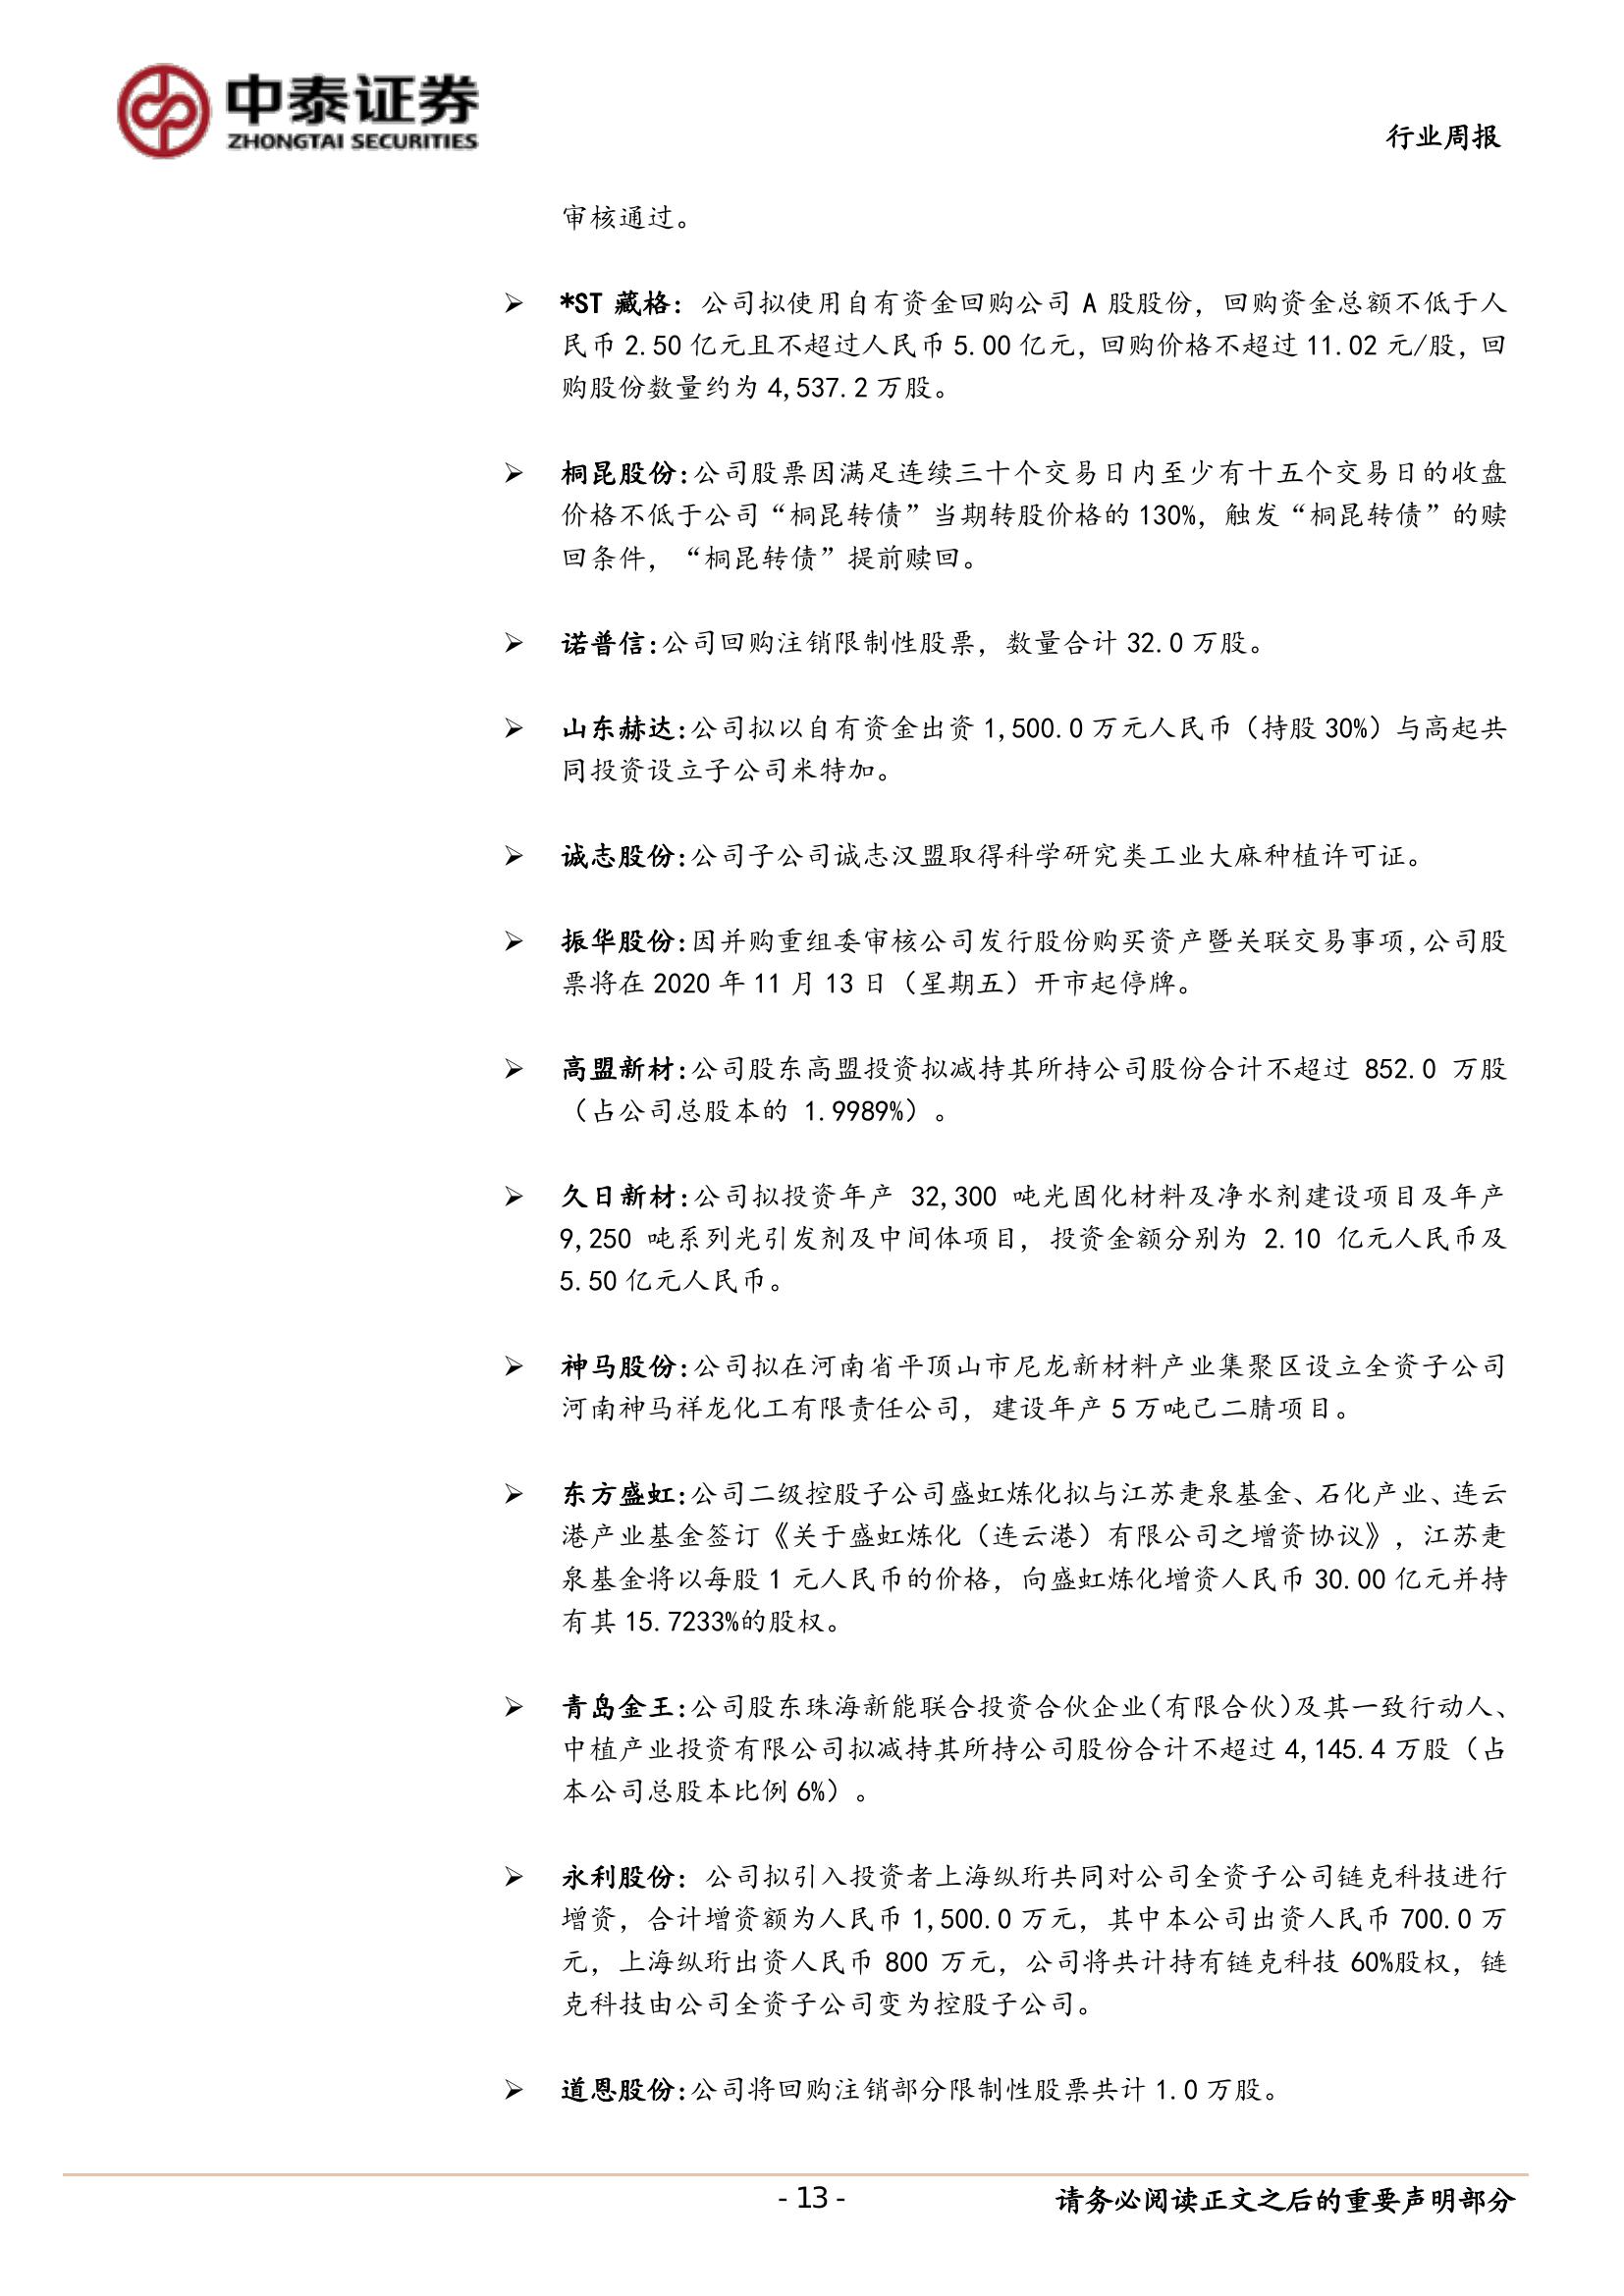 中泰证券
ZHONGTAI SECURITIES
行业周报
审核通过。
➢ *ST 藏格：公司拟使用自有资金回购公司 A 股股份，回购资金总额不低于人
民币 2.50 亿元且不超过人民币 5.00 亿元，回购价格不超过 11.02 元/股，回
购股份数量约为 4,537.2 万股。
➢ 桐昆股份：公司股票因满足连续三十个交易日内至少有十五个交易日的收盘
价格不低于公司“桐昆转债”当期转股价格的 130%，触发“桐昆转债”的赎
回条件，“桐昆转债”提前赎回。
➢ 诺普信：公司回购注销限制性股票，数量合计 32.0 万股。
➢ 山东赫达：公司拟以自有资金出资 1,500.0 万元人民币（持股 30%）与高起共
同投资设立子公司米特加。
➢ 诚志股份：公司子公司诚志汉盟取得科学研究类工业大麻种植许可证。
➢ 振华股份：因并购重组委审核公司发行股份购买资产暨关联交易事项，公司股
票将在 2020 年 11 月 13 日（星期五）开市起停牌。
➢ 高盟新材：公司股东高盟投资拟减持其所持公司股份合计不超过 852.0 万股
（占公司总股本的 1.9989%）。
➢ 久日新材：公司拟投资年产 32,300 吨光固化材料及净水剂建设项目及年产
9,250 吨系列光引发剂及中间体项目，投资金额分别为 2.10 亿元人民币及
5.50 亿元人民币。
➢ 神马股份：公司拟在河南省平顶山市尼龙新材料产业集聚区设立全资子公司
河南神马祥龙化工有限责任公司，建设年产 5 万吨己二腈项目。
➢ 东方盛虹：公司二级控股子公司盛虹炼化拟与江苏疌泉基金、石化产业、连云
港产业基金签订《关于盛虹炼化（连云港）有限公司之增资协议》，江苏疌
泉基金将以每股 1 元人民币的价格，向盛虹炼化增资人民币 30.00 亿元并持
有其 15.7233%的股权。
➢ 青岛金王：公司股东珠海新能联合投资合伙企业(有限合伙)及其一致行动人、
中植产业投资有限公司拟减持其所持公司股份合计不超过 4,145.4 万股（占
本公司总股本比例 6%）。
➢ 永利股份：公司拟引入投资者上海纵珩共同对公司全资子公司链克科技进行
增资，合计增资额为人民币 1,500.0 万元，其中本公司出资人民币 700.0 万
元，上海纵珩出资人民币 800 万元，公司将共计持有链克科技 60%股权，链
克科技由公司全资子公司变为控股子公司。
➢ 道恩股份：公司将回购注销部分限制性股票共计 1.0 万股。
- 13 -
请务必阅读正文之后的重要声明部分